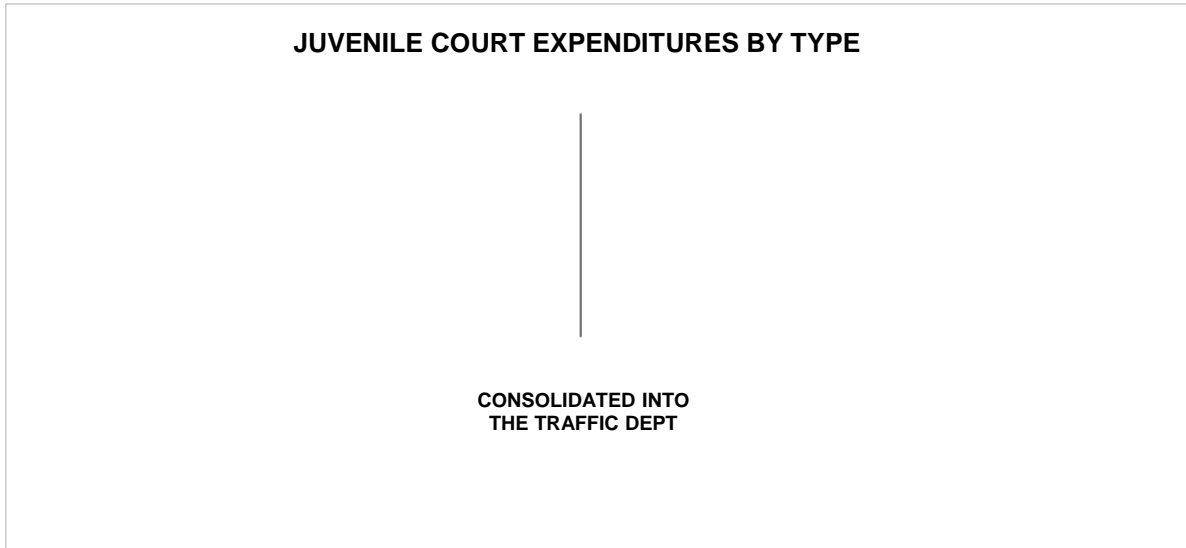 JUVENILE COURT EXPENDITURES BY TYPE
CONSOLIDATED INTO
THE TRAFFIC DEPT